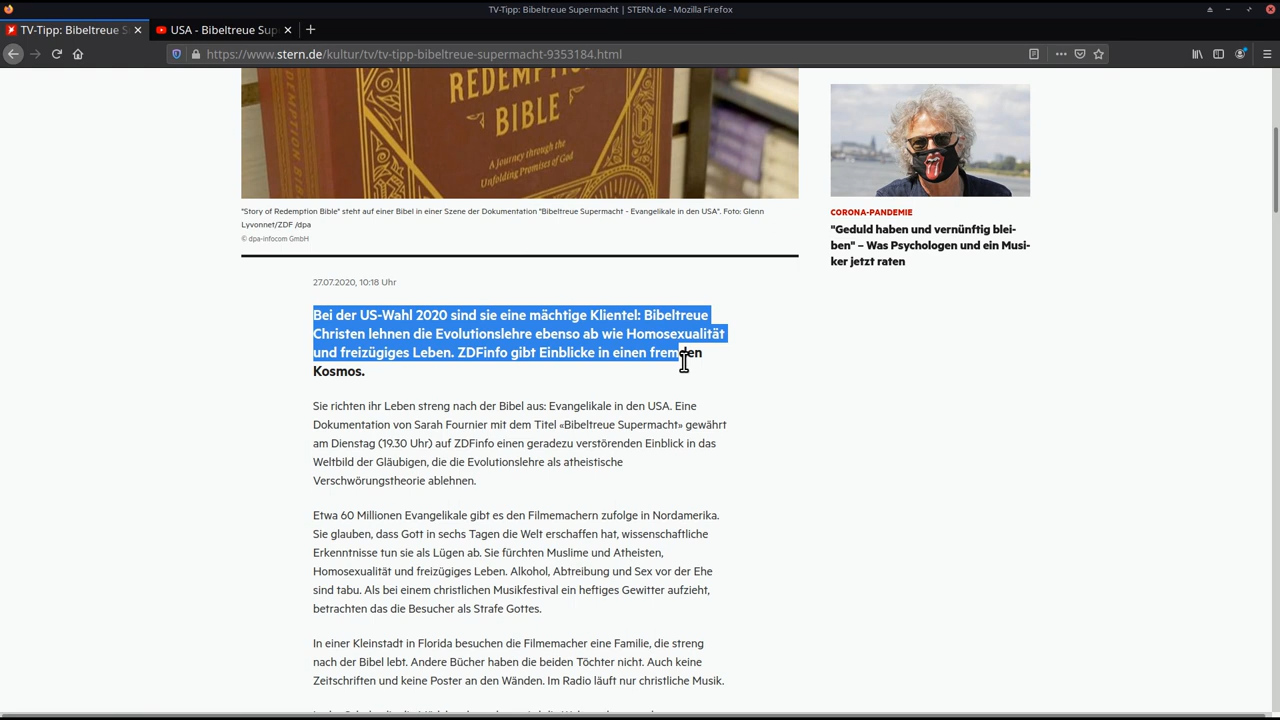 TV-Tipp: Bibeltreue Supermacht | STERN.de - Mozilla Firefox
TV-Tipp: Bibeltreue S
USA - Bibeltreue Sup
https://www.stern.de/kultur/tv/tv-tipp-bibeltreue-supermacht-9353184.html
REDEMPTION
BIBLE
REDEMPTION
BIBLE
A journey through the
Unfolding Promises of God
"Story of Redemption Bible" steht auf einer Bibel in einer Szene der Dokumentation "Bibeltreue Supermacht - Evangelikale in den USA". Foto: Glenn
Lyvonnet/ZDF /dpa
© dpa-infocom GmbH
27.07.2020, 10:18 Uhr
Bei der US-Wahl 2020 sind sie eine mächtige Klientel: Bibeltreue
Christen lehnen die Evolutionslehre ebenso ab wie Homosexualität
und freizügiges Leben. ZDFinfo gibt Einblicke in einen fremden
Kosmos.
Sie richten ihr Leben streng nach der Bibel aus: Evangelikale in den USA. Eine
Dokumentation von Sarah Fournier mit dem Titel «Bibeltreue Supermacht» gewährt
am Dienstag (19.30 Uhr) auf ZDFinfo einen geradezu verstörenden Einblick in das
Weltbild der Gläubigen, die die Evolutionslehre als atheistische
Verschwörungstheorie ablehnen.
Etwa 60 Millionen Evangelikale gibt es den Filmemachern zufolge in Nordamerika.
Sie glauben, dass Gott in sechs Tagen die Welt erschaffen hat, wissenschaftliche
Erkenntnisse tun sie als Lügen ab. Sie fürchten Muslime und Atheisten,
Homosexualität und freizügiges Leben. Alkohol, Abtreibung und Sex vor der Ehe
sind tabu. Als bei einem christlichen Musikfestival ein heftiges Gewitter aufzieht,
betrachten das die Besucher als Strafe Gottes.
In einer Kleinstadt in Florida besuchen die Filmemacher eine Familie, die streng
nach der Bibel lebt. Andere Bücher haben die beiden Töchter nicht. Auch keine
Zeitschriften und keine Poster an den Wänden. Im Radio läuft nur christliche Musik.
CORONA-PANDEMIE
"Geduld haben und vernünftig blei-
ben" – Was Psychologen und ein Musi-
ker jetzt raten